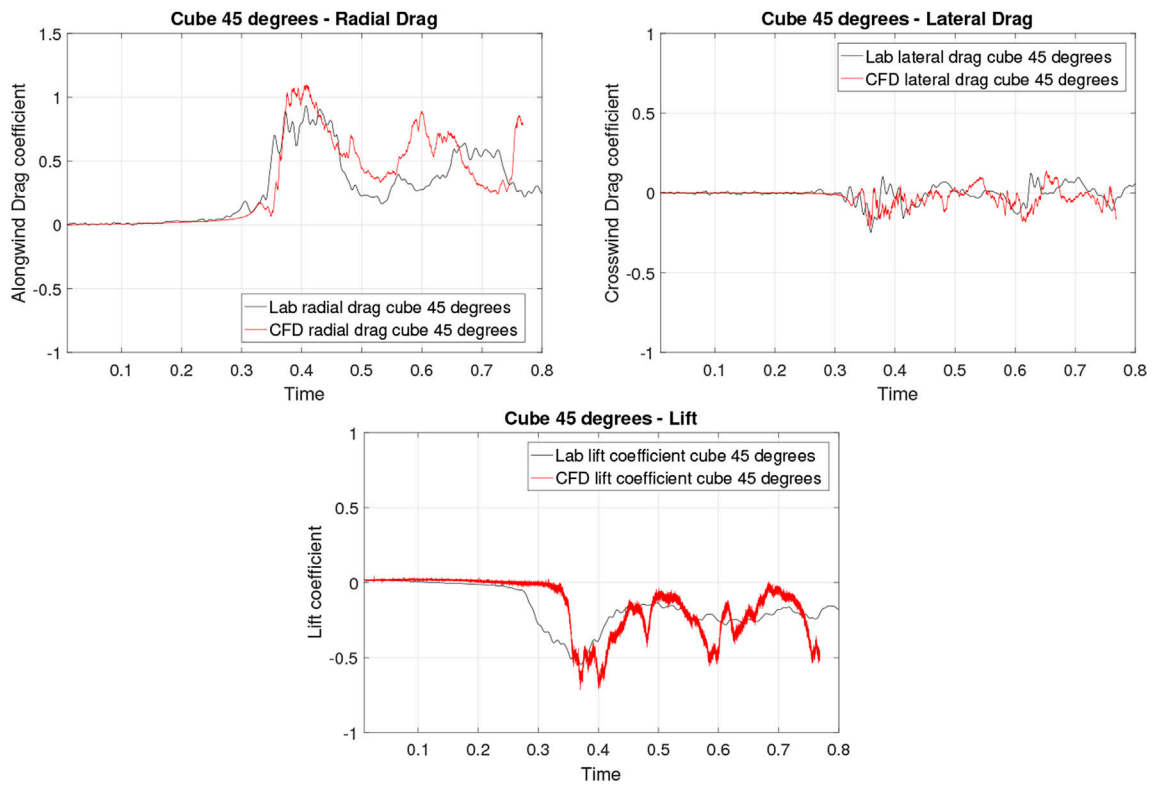 Cube 45 degrees - Radial Drag
1.5
1
0.5
0
-0.5
-1
Alongwind Drag coefficient
Lab radial drag cube 45 degrees
CFD radial drag cube 45 degrees
0.1 0.2 0.3 0.4 0.5 0.6 0.7 0.8
Time
Cube 45 degrees - Lateral Drag
1
0.5
0
-0.5
-1
Crosswind Drag coefficient
Lab lateral drag cube 45 degrees
CFD lateral drag cube 45 degrees
0.1 0.2 0.3 0.4 0.5 0.6 0.7 0.8
Time
Cube 45 degrees - Lift
1
0.5
0
-0.5
-1
Lift coefficient
Lab lift coefficient cube 45 degrees
CFD lift coefficient cube 45 degrees
0.1 0.2 0.3 0.4 0.5 0.6 0.7 0.8
Time